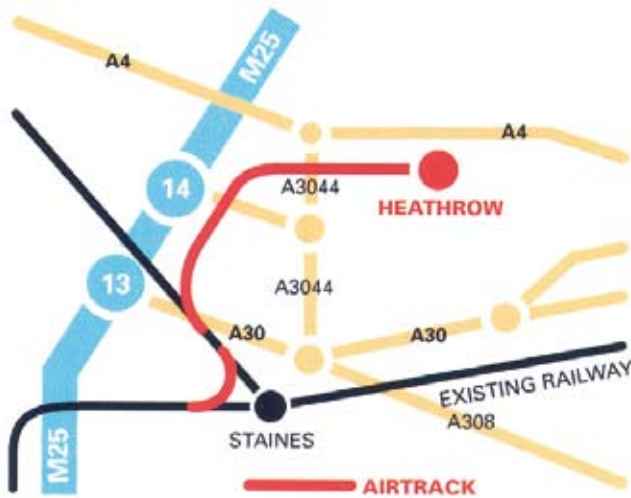 A4
M25
A4
14
A3044
HEATHROW
13
A3044
A30
A30
EXISTING RAILWAY
A308
STAINES
M25
AIRTRACK